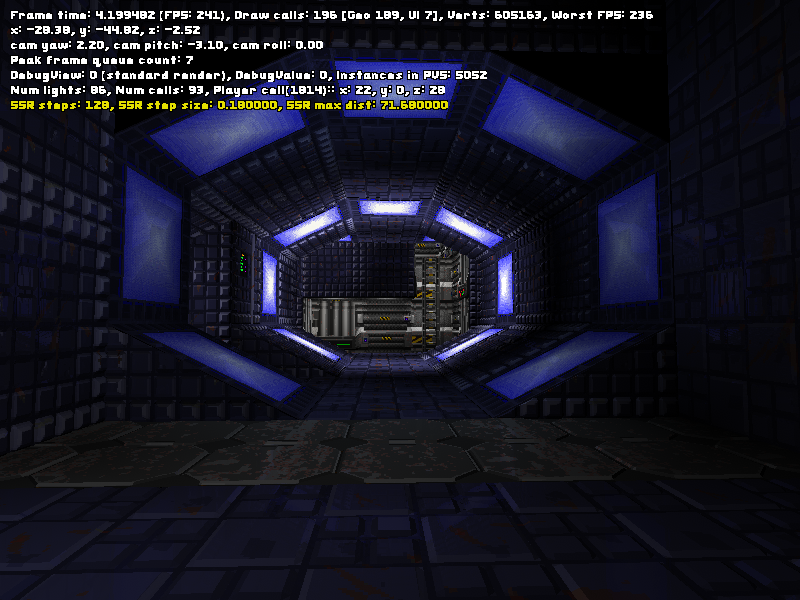 Frame time: 4.199482 (FPS: 241), Draw calls: 196 [Geo 189, UI 7], Verts: 605163, Worst FPS: 236
x: -28.38, y: -44.82, z: -2.52
cam yaw: 2.20, cam pitch: -3.10, cam roll: 0.00
Peak frame queue count: 7
DebugView: 0 (standard render), DebugValue: 0, Instances in PVS: 5052
Num lights: 86, Num cells: 93, Player cell(1814):: x: 22, y: 0, z: 28
SSR steps: 128, SSR step size: 0.180000, SSR max dist: 71.680000